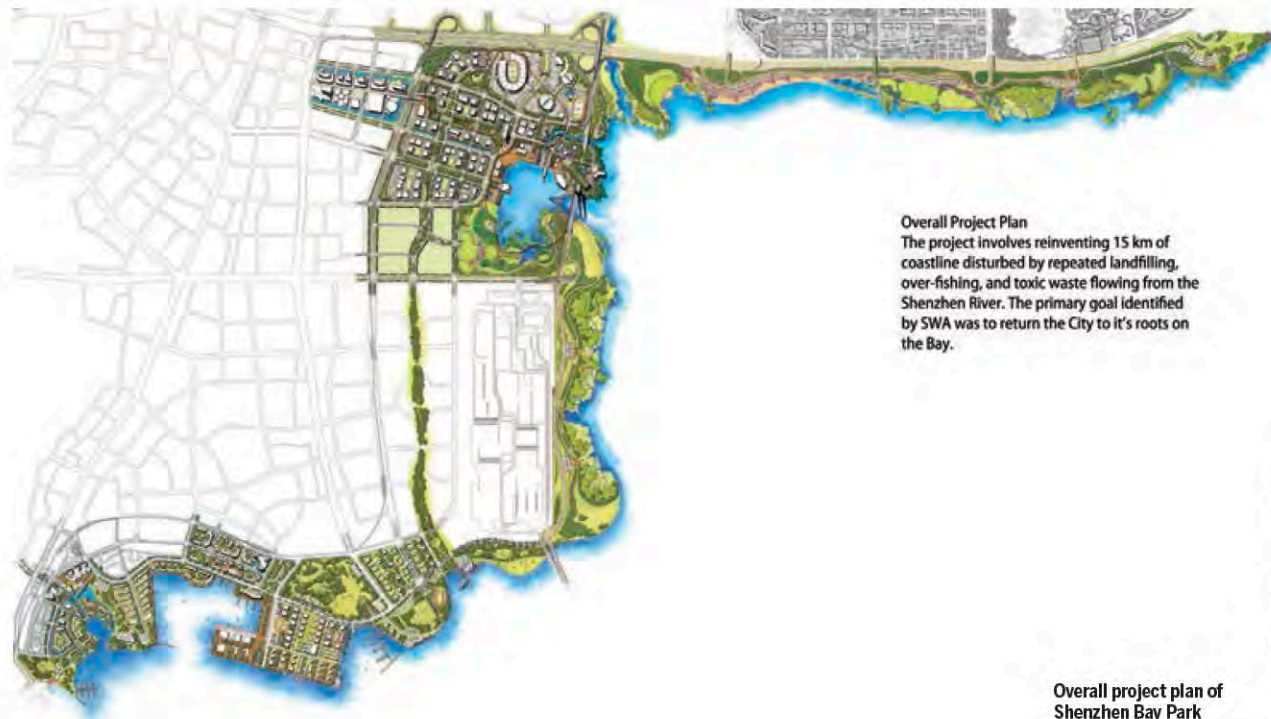 Overall Project Plan
The project involves reinventing 15 km of
coastline disturbed by repeated landfilling,
over-fishing, and toxic waste flowing from the
Shenzhen River. The primary goal identified
by SWA was to return the City to it's roots on
the Bay.
Overall project plan of
Shenzhen Bay Park